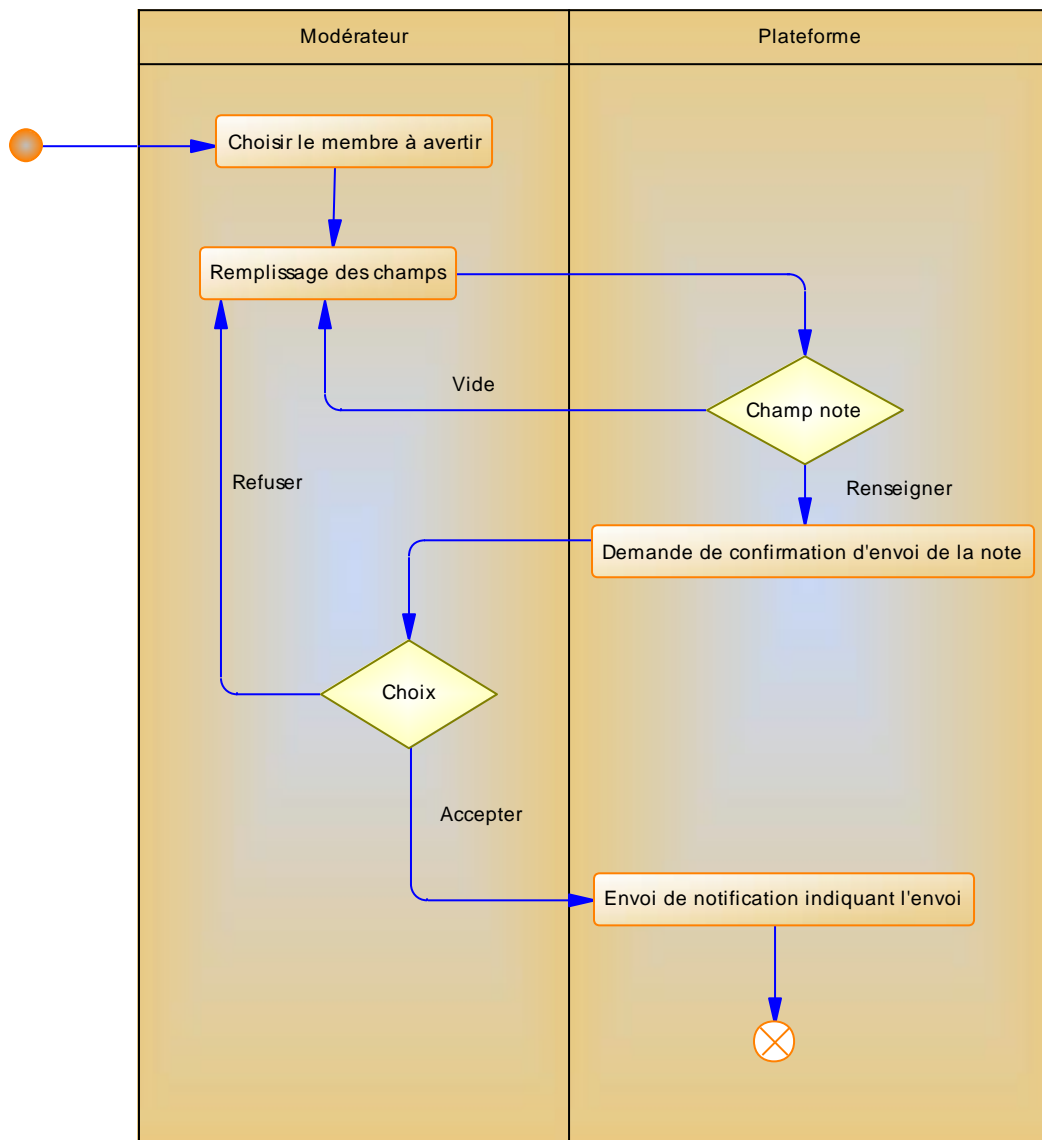 Modérateur
Plateforme
Choisir le membre à avertir
Remplissage des champs
Vide
Champ note
Refuser
Renseigner
Demande de confirmation d'envoi de la note
Choix
Accepter
Envoi de notification indiquant l'envoi